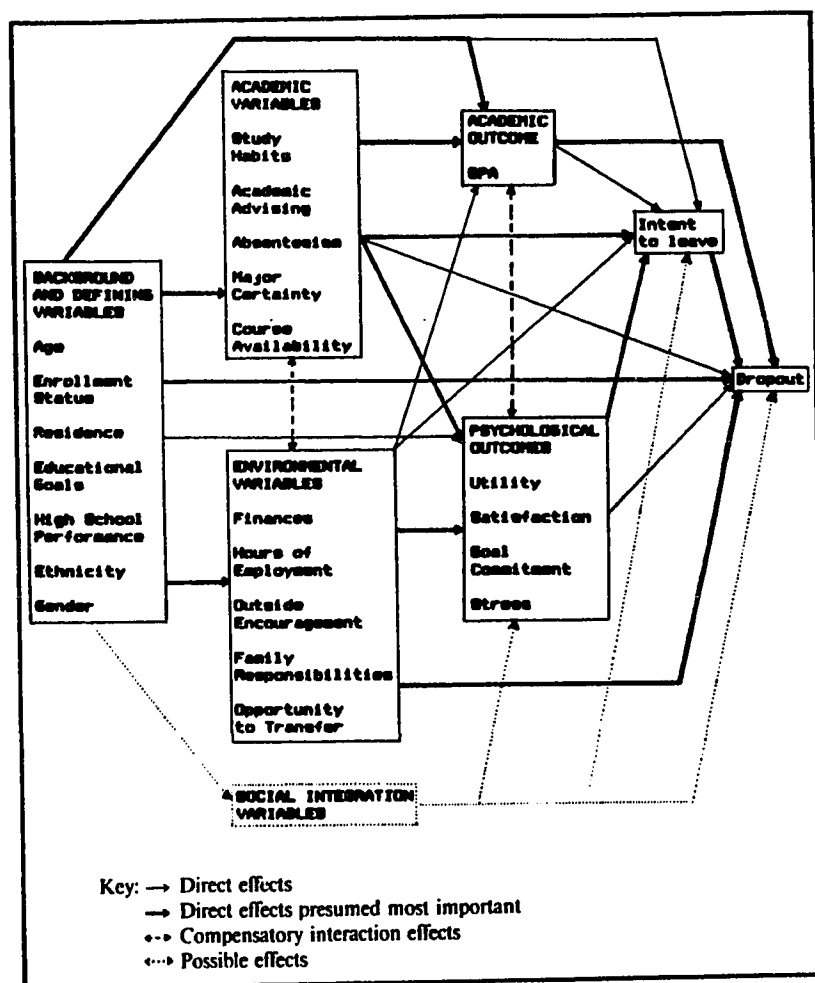 ACADEMIC
VARIABLES
Study
Habits
Academic
Advising
Absenteeism
Major
Certainty
Course
Availability
ACADEMIC
OUTCOME
GPA
Intent
to leave
BACKGROUND
AND DEFINING
VARIABLES
Age
Enrollment
Status
Residence
Educational
Goals
High School
Performance
Ethnicity
Gender
Dropout
ENVIRONMENTAL
VARIABLES
Finances
Hours of
Employment
Outside
Encouragement
Family
Responsibilities
Opportunity
to Transfer
PSYCHOLOGICAL
OUTCOMES
Utility
Satisfaction
Goal
Commitment
Stress
SOCIAL INTEGRATION
VARIABLES
Key: → Direct effects
→ Direct effects presumed most important
Compensatory interaction effects
Possible effects